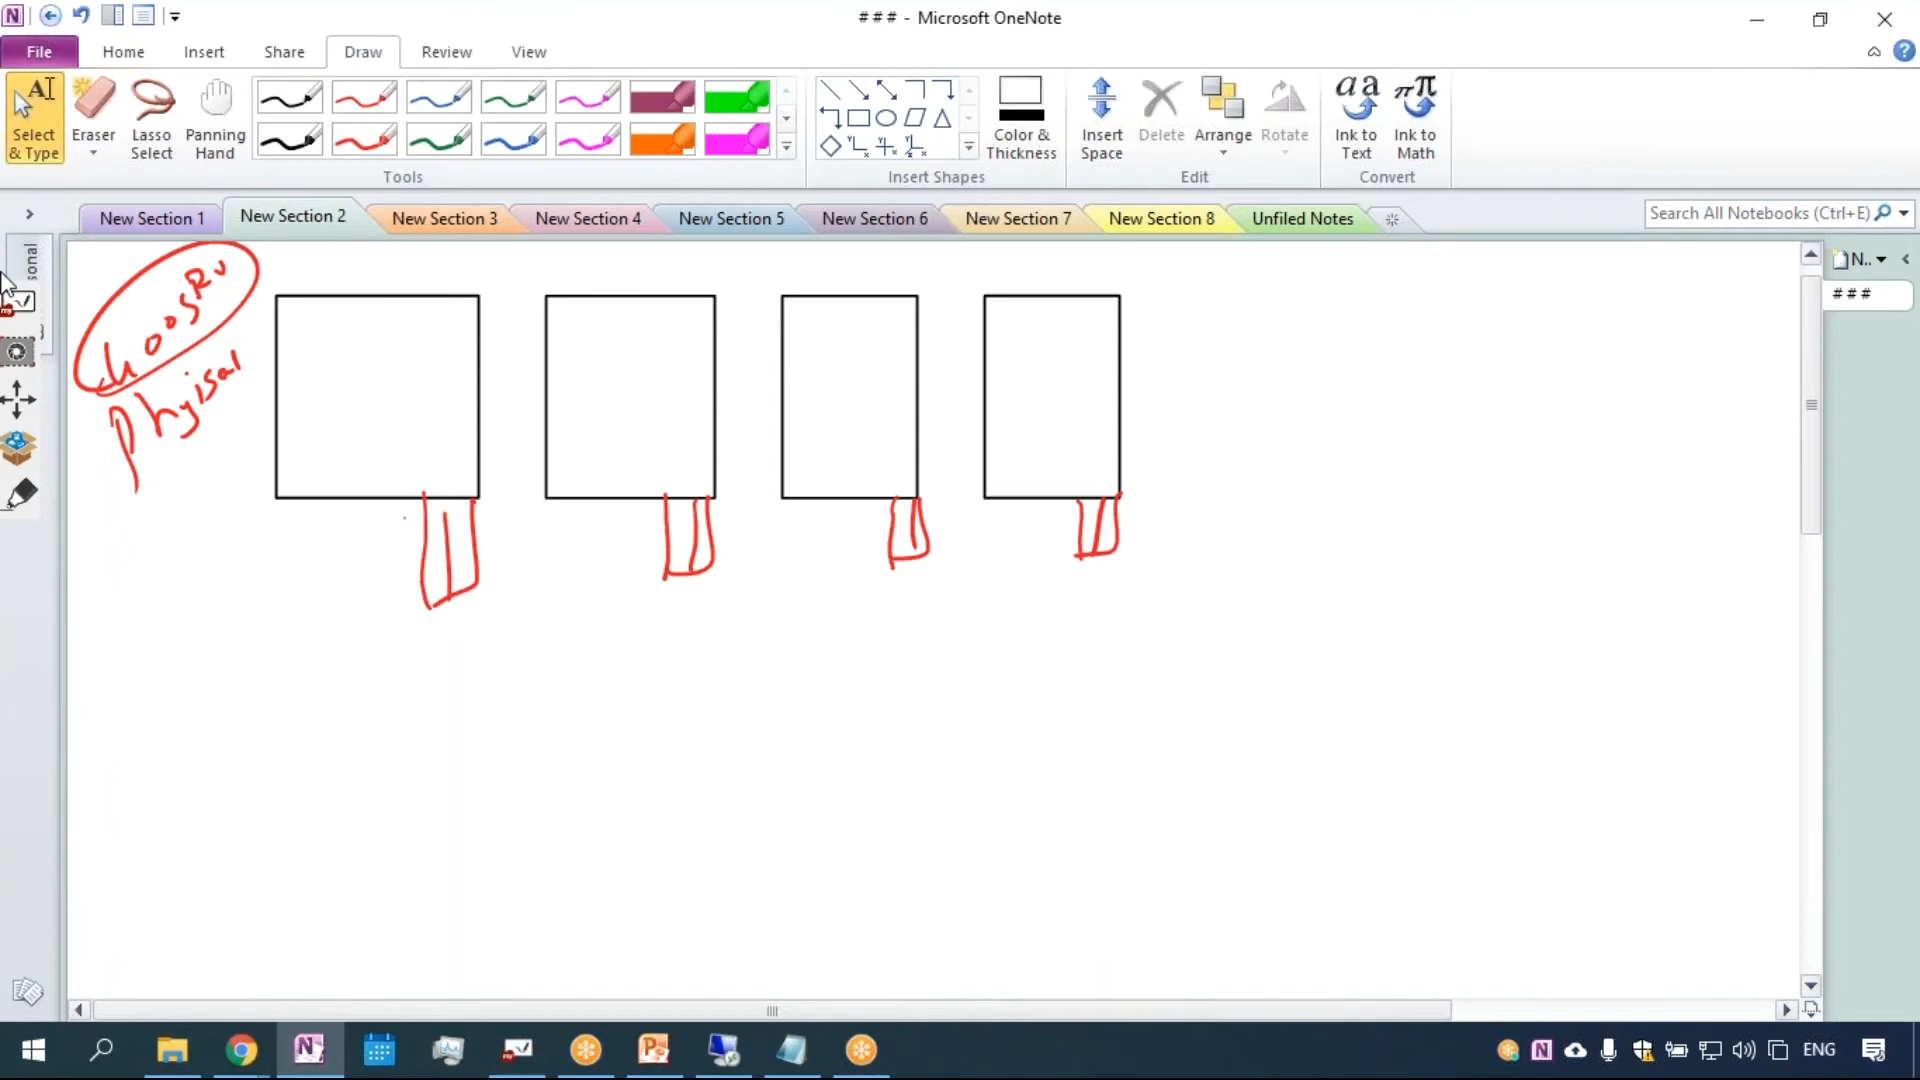 # # # - Microsoft OneNote
File Home Insert Share Draw Review View
Select & Type
Eraser
Lasso Select
Panning Hand
Color & Thickness
Insert Space
Delete
Arrange
Rotate
Ink to Text
Ink to Math
Tools Insert Shapes Edit Convert
New Section 1 New Section 2 New Section 3 New Section 4 New Section 5 New Section 6 New Section 7 New Section 8 Unfiled Notes
Search All Notebooks (Ctrl+E)
sonal
N..
# # #
Phyisal
ENG